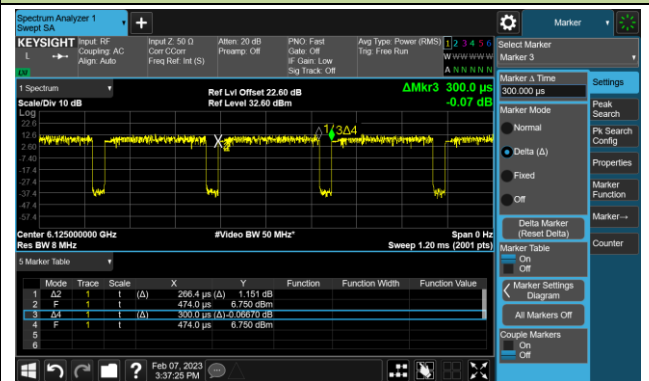 Spectrum Analyzer 1
Swept SA
+
Marker
KEYSIGHT Input: RF Input Z: 50 Ω Atten: 20 dB PNO: Fast Avg Type: Power (RMS) 1 2 3 4 5 6
L Coupling: AC Corr CCorr Preamp: Off Gate: Off Trig: Free Run W W W W W W
Align: Auto Freq Ref: Int (S) IF Gain: Low A N N N N N
Sig Track: Off
Select Marker
Marker 3
1 Spectrum
Ref Lvl Offset 22.60 dB
ΔMkr3 300.0 µs
Scale/Div 10 dB
Ref Level 32.60 dBm
-0.07 dB
Log
22.6
12.6
2.60
-7.40
-17.4
-27.4
-37.4
-47.4
-57.4
X
1/3Δ4
Center 6.125000000 GHz #Video BW 50 MHz* Span 0 Hz
Res BW 8 MHz Sweep 1.20 ms (2001 pts)
5 Marker Table
Mode Trace Scale X Y Function Function Width Function Value
1 Δ2 1 t (Δ) 266.4 µs (Δ) 1.151 dB
2 F 1 t 474.0 µs 6.750 dBm
3 Δ4 1 t (Δ) 300.0 µs (Δ) -0.06670 dB
4 F 1 t 474.0 µs 6.750 dBm
5
6
Marker Δ Time
300.000 µs
Marker Mode
Normal
Delta (Δ)
Fixed
Off
Delta Marker
(Reset Delta)
Marker Table
On
Off
Marker Settings
Diagram
All Markers Off
Couple Markers
On
Off
Settings
Peak
Search
Pk Search
Config
Properties
Marker
Function
Marker→
Counter
?
Feb 07, 2023
3:37:25 PM